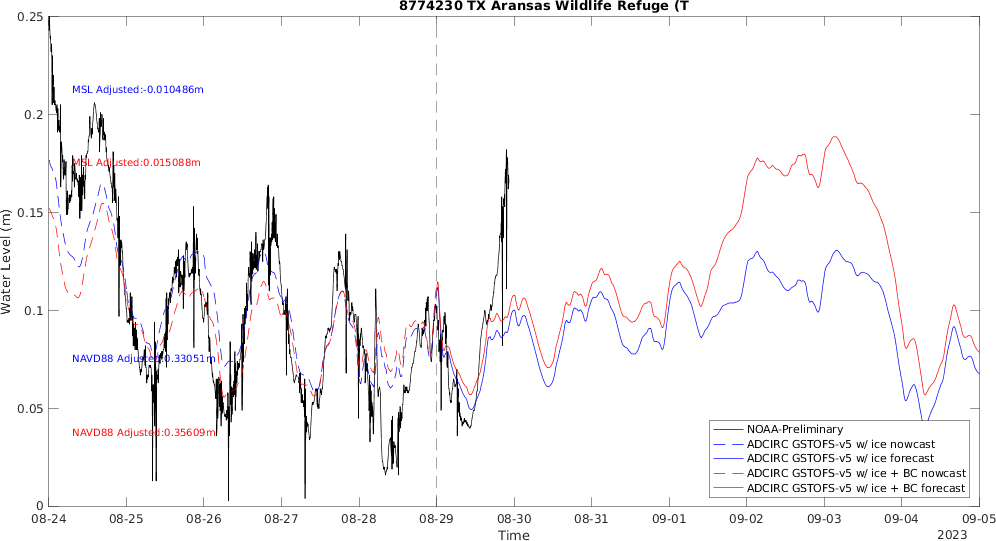 8774230 TX Aransas Wildlife Refuge (T
0.25
0.2
0.15
0.1
0.05
0
Water Level (m)
MSL Adjusted:-0.010486m
MSL Adjusted:0.015088m
NAVD88 Adjusted:0.33051m
NAVD88 Adjusted:0.35609m
NOAA-Preliminary
ADCIRC GSTOFS-v5 w/ ice nowcast
ADCIRC GSTOFS-v5 w/ ice forecast
ADCIRC GSTOFS-v5 w/ ice + BC nowcast
ADCIRC GSTOFS-v5 w/ ice + BC forecast
08-24 08-25 08-26 08-27 08-28 08-29 08-30 08-31 09-01 09-02 09-03 09-04 09-05
Time
2023